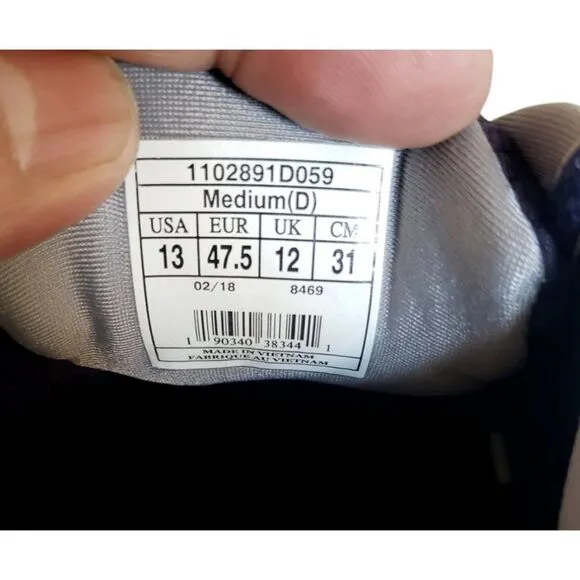 1102891D059
Medium(D)
USA EUR UK CM
13 47.5 12 31
02/18 8469
1 90340 38344 1
MADE IN VIETNAM
FABRIQUE AU VIETNAM